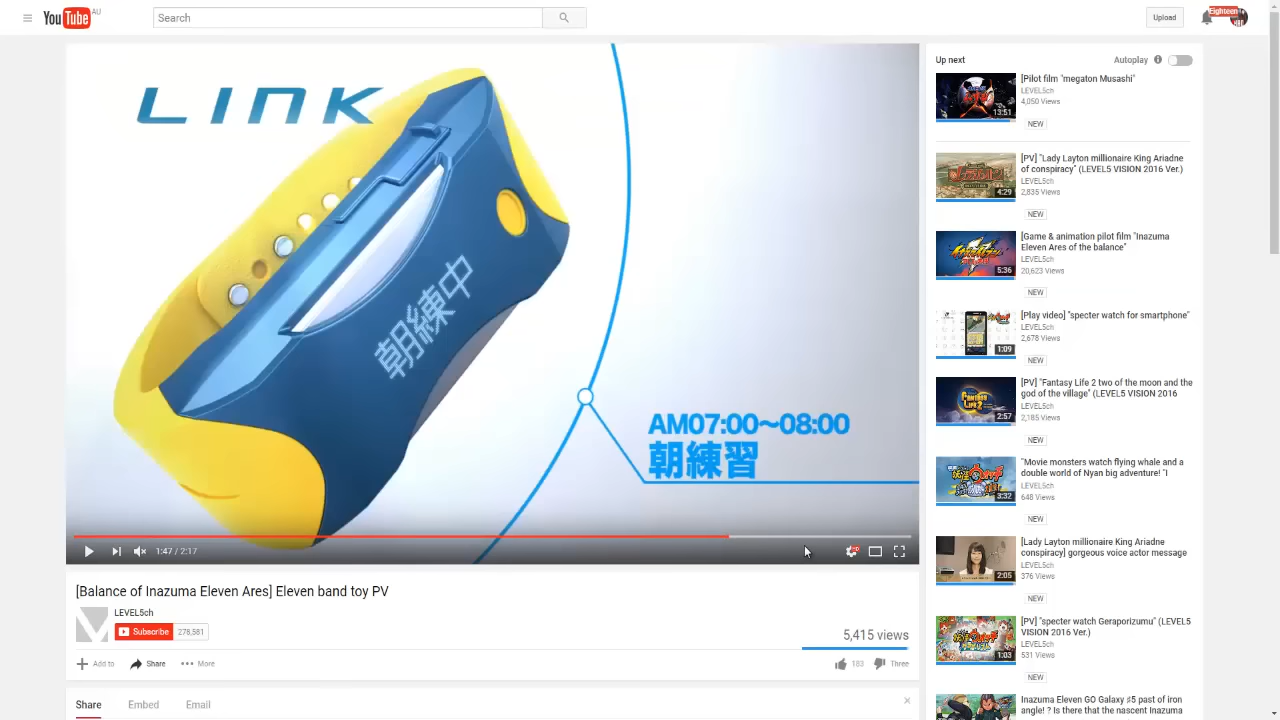 YouTube AU
Search
Upload
Eighteen
LINK
朝練中
AM07:00〜08:00
朝練習
1:47 / 2:17
[Balance of Inazuma Eleven Ares] Eleven band toy PV
LEVEL5ch
Subscribe 278,581
5,415 views
Add to Share More
183 Three
Share Embed Email
Up next Autoplay
[Pilot film "megaton Musashi"
LEVEL5ch
4,050 Views
13:51
NEW
[PV] "Lady Layton millionaire King Ariadne
of conspiracy" (LEVEL5 VISION 2016 Ver.)
LEVEL5ch
2,835 Views
4:29
NEW
[Game & animation pilot film "Inazuma
Eleven Ares of the balance"
LEVEL5ch
20,623 Views
5:36
NEW
[Play video] "specter watch for smartphone"
LEVEL5ch
2,678 Views
1:09
NEW
[PV] "Fantasy Life 2 two of the moon and the
god of the village" (LEVEL5 VISION 2016
LEVEL5ch
2,185 Views
2:57
NEW
"Movie monsters watch flying whale and a
double world of Nyan big adventure! "I
LEVEL5ch
648 Views
3:32
NEW
[Lady Layton millionaire King Ariadne
conspiracy] gorgeous voice actor message
LEVEL5ch
376 Views
2:05
NEW
[PV] "specter watch Geraporizumu" (LEVEL5
VISION 2016 Ver.)
LEVEL5ch
531 Views
1:03
NEW
Inazuma Eleven GO Galaxy #5 past of iron
angle! ? Is there that the nascent Inazuma